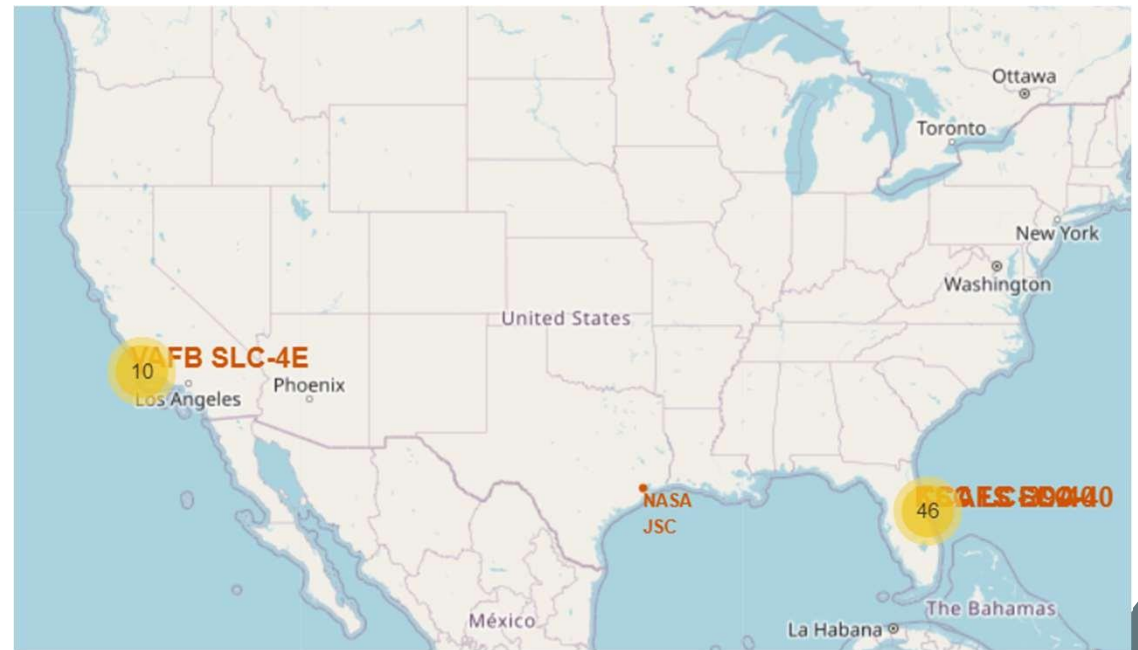 Ottawa
Toronto
New York
Washington
United States
VAFB SLC-4E
10
Phoenix
Los Angeles
NASA
JSC
46
The Bahamas
México
La Habana